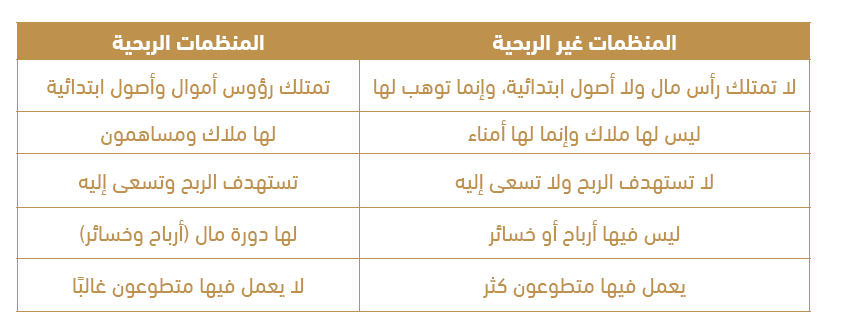 المنظمات غير الربحية المنظمات الربحية
لا تمتلك رأس مال ولا أصول ابتدائية، وإنما توهب لها تمتلك رؤوس أموال وأصول ابتدائية
ليس لها ملاك وإنما لها أمناء لها ملاك ومساهمون
لا تستهدف الربح ولا تسعى إليه تستهدف الربح وتسعى إليه
ليس فيها أرباح أو خسائر لها دورة مال (أرباح وخسائر)
يعمل فيها متطوعون كثر لا يعمل فيها متطوعون غالبًا